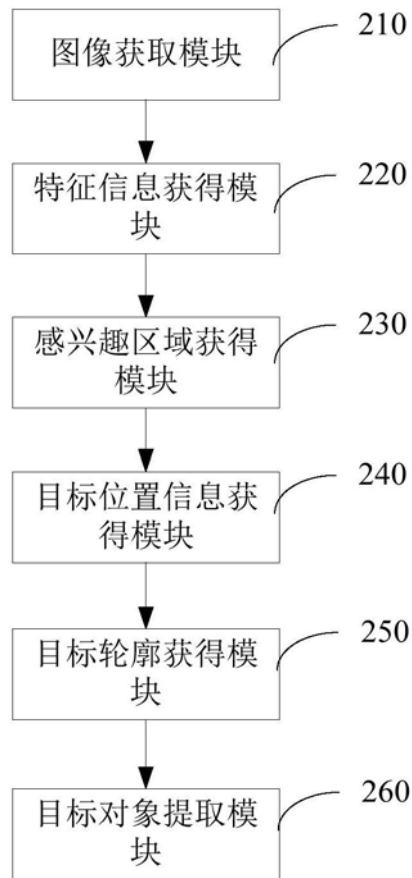 图像获取模块
210
特征信息获得模
块
220
感兴趣区域获得
模块
230
目标位置信息获
得模块
240
目标轮廓获得模
块
250
目标对象提取模
块
260